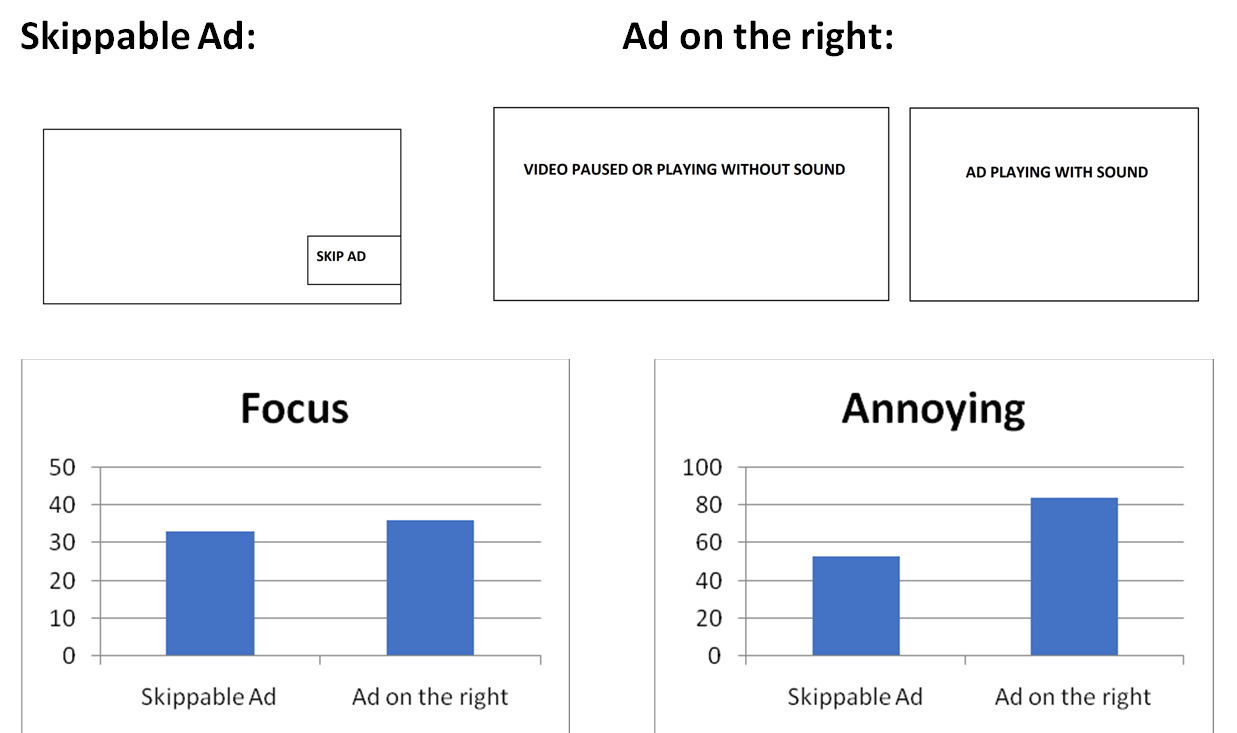 Skippable Ad:
Ad on the right:
VIDEO PAUSED OR PLAYING WITHOUT SOUND
AD PLAYING WITH SOUND
SKIP AD
Focus
50
40
30
20
10
0
Skippable Ad
Ad on the right
Annoying
100
80
60
40
20
0
Skippable Ad
Ad on the right